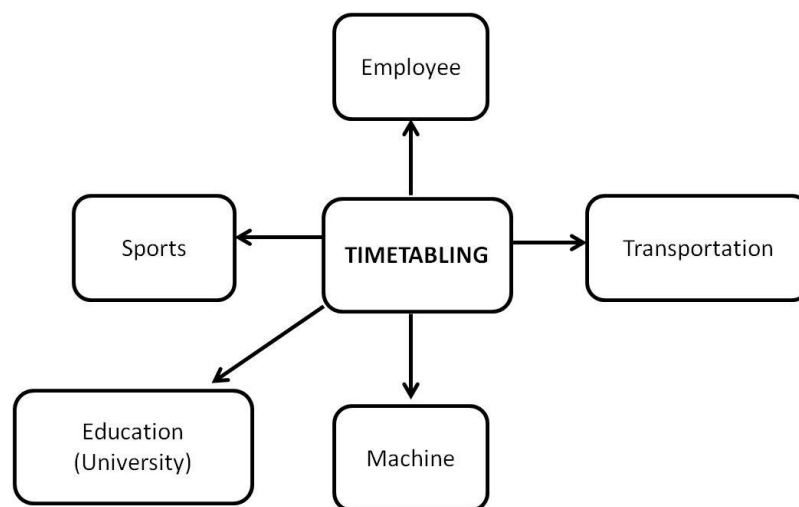 Employee
Sports
TIMETABLING
Transportation
Education
(University)
Machine